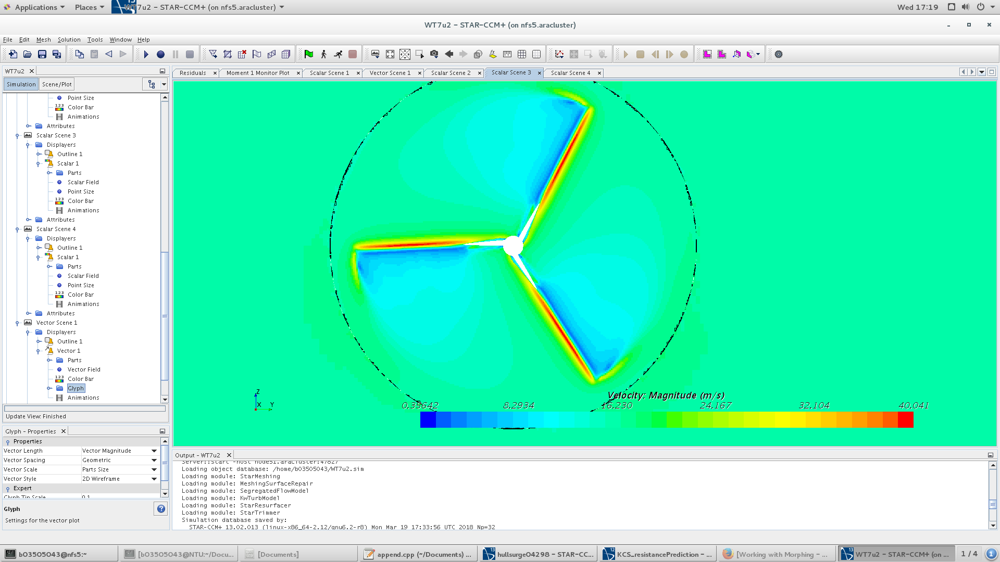 Applications
Places
WT7u2 - STAR-CCM+ (on nfs5.aracluster)
Wed 17:19
WT7u2 - STAR-CCM+ (on nfs5.aracluster)
File Edit Mesh Solution Tools Window Help
WT7u2
Residuals
Moment 1 Monitor Plot
Scalar Scene 1
Vector Scene 1
Scalar Scene 2
Scalar Scene 3
Scalar Scene 4
Simulation
Scene/Plot
Point Size
Color Bar
Animations
Attributes
Scalar Scene 3
Displayers
Outline 1
Scalar 1
Parts
Scalar Field
Point Size
Color Bar
Animations
Attributes
Scalar Scene 4
Displayers
Outline 1
Scalar 1
Parts
Scalar Field
Point Size
Color Bar
Animations
Attributes
Vector Scene 1
Displayers
Outline 1
Vector 1
Parts
Vector Field
Color Bar
Glyph
Animations
Update View: Finished
Z
X
Y
Velocity: Magnitude (m/s)
0.35642 8.2934 16.230 24.167 32.104 40.041
Glyph - Properties
Properties
Vector Length Vector Magnitude
Vector Spacing Geometric
Vector Scale Parts Size
Vector Style 2D Wireframe
Expert
Glyph Tip Scale 0.1
Glyph
Settings for the vector plot
Output - WT7u2
Server::start -host node51.aracluster:47827
Loading object database: /home/b03505043/WT7u2.sim
Loading module: StarMeshing
Loading module: MeshingSurfaceRepair
Loading module: SegregatedFlowModel
Loading module: KwTurbModel
Loading module: StarResurfacer
Loading module: StarTrimmer
Simulation database saved by:
STAR-CCM+ 13.02.013 (linux-x86_64-2.12/gnu6.2-r8) Mon Mar 19 17:33:56 UTC 2018 Np=32
b03505043@nfs5:~
[b03505043@NTU:~/Docu...
[Documents]
append.cpp (~/Documents) ...
hullsurge04298 - STAR-CC...
KCS_resistancePrediction - ...
[Working with Morphing - ...
WT7u2 - STAR-CCM+ (on ...
1 / 4
1